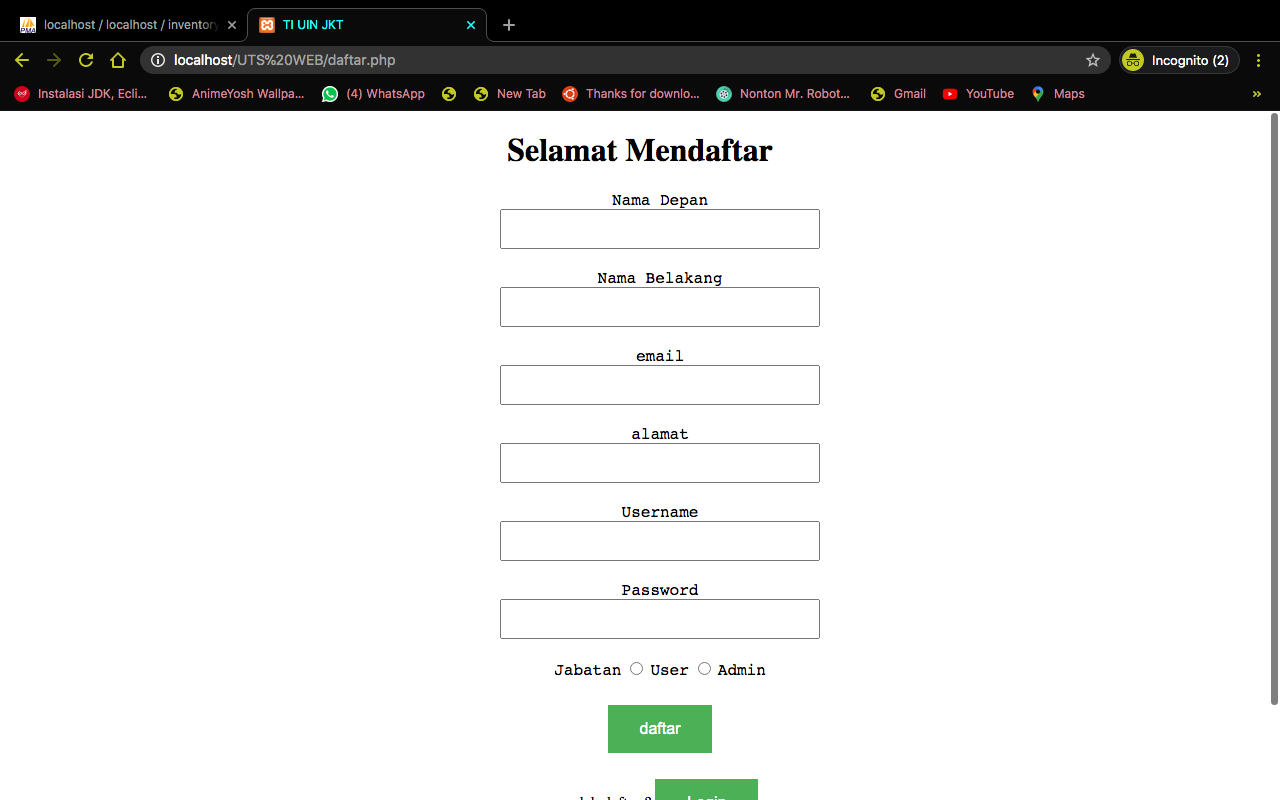 localhost / localhost / inventory
TI UIN JKT
localhost/UTS%20WEB/daftar.php
Incognito (2)
Instalasi JDK, Ecli...
AnimeYosh Wallpa...
(4) WhatsApp
New Tab
Thanks for downlo...
Nonton Mr. Robot...
Gmail
YouTube
Maps
»
Selamat Mendaftar
Nama Depan
Nama Belakang
email
alamat
Username
Password
Jabatan User Admin
daftar
Login